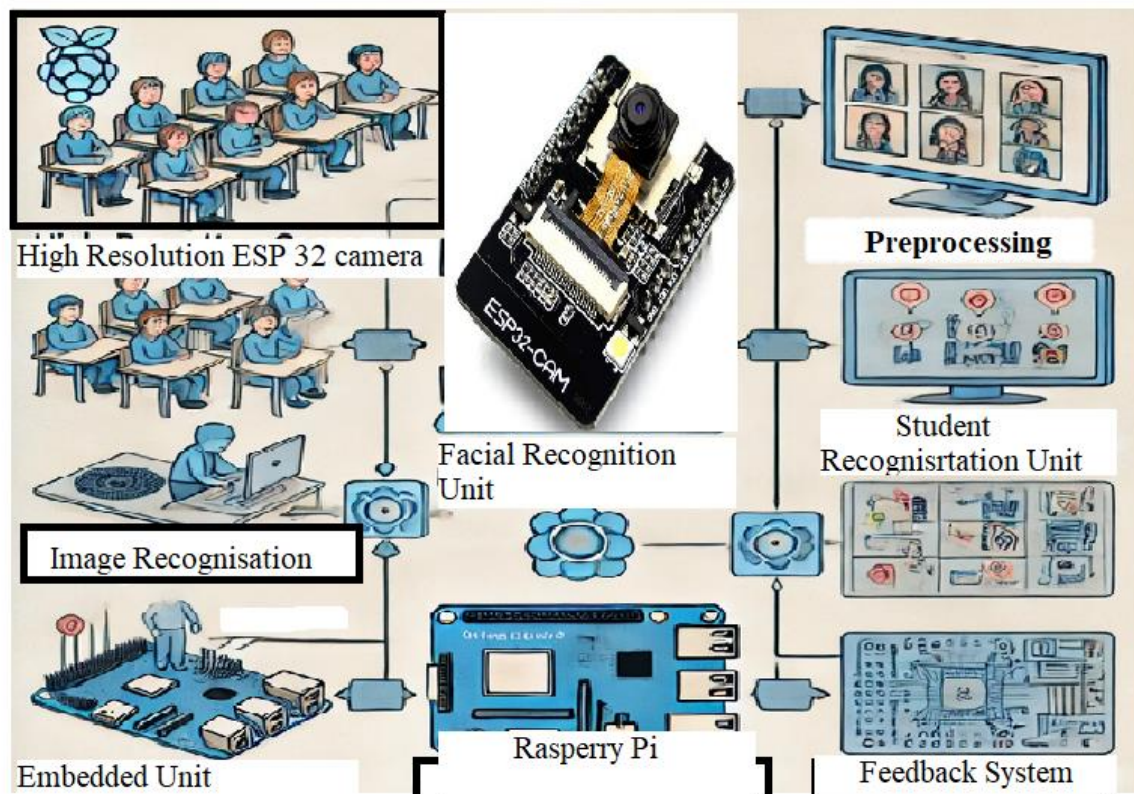 High Resolution ESP 32 camera
Preprocessing
ESP32-CAM
Facial Recognition
Unit
Student
Recognisrtation Unit
Image Recognisation
Embedded Unit
Rasperry Pi
Feedback System